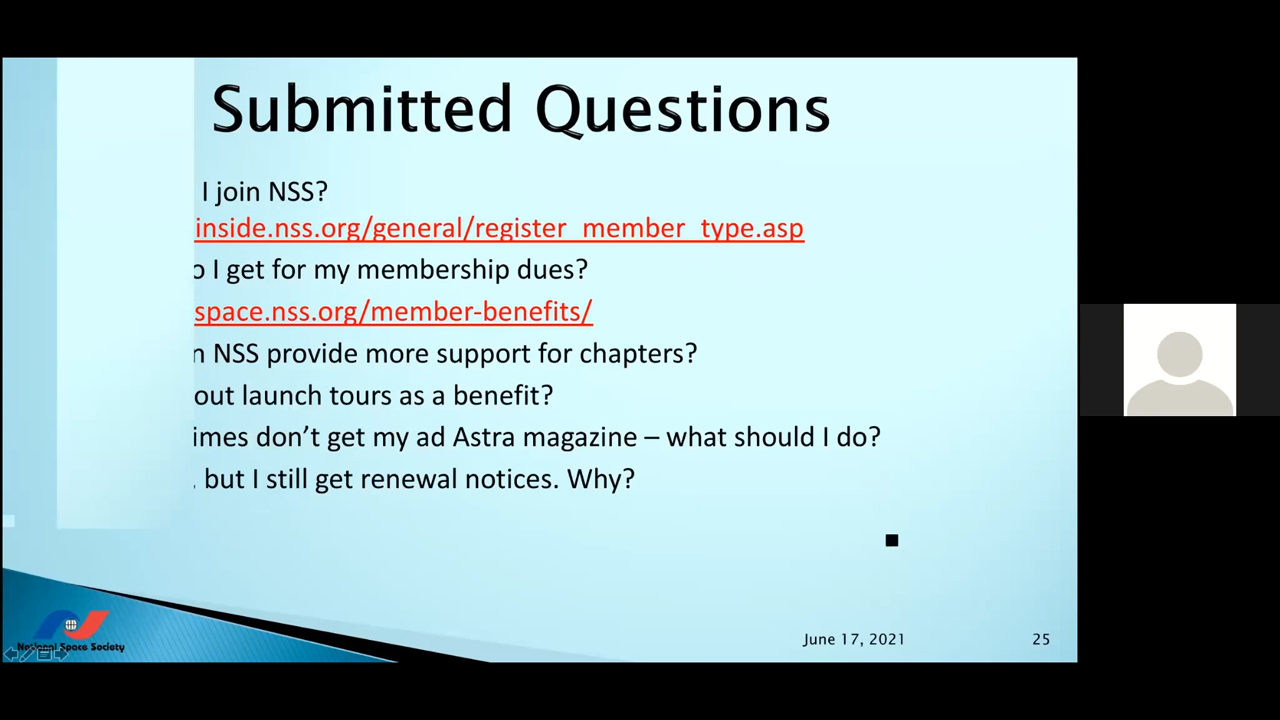 Submitted Questions
I join NSS?
inside.nss.org/general/register_member_type.asp
o I get for my membership dues?
space.nss.org/member-benefits/
n NSS provide more support for chapters?
out launch tours as a benefit?
imes don’t get my ad Astra magazine – what should I do?
, but I still get renewal notices. Why?
National Space Society
June 17, 2021
25